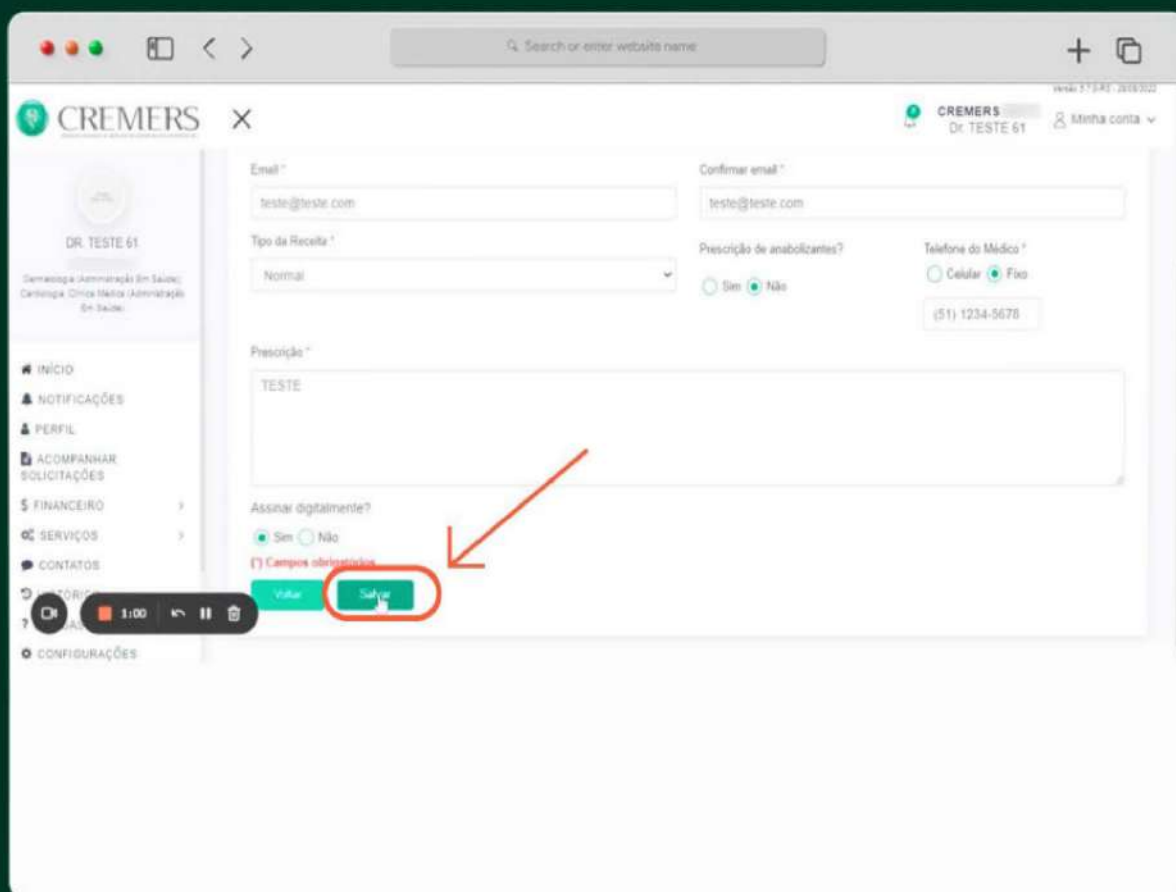 Search or enter website name
CREMERS
CREMERS
Dr. TESTE 61
Minha conta
DR. TESTE 61
INÍCIO
NOTIFICAÇÕES
PERFIL
ACOMPANHAR
SOLICITAÇÕES
FINANCEIRO
SERVIÇOS
CONTATOS
CONFIGURAÇÕES
1:00
Email *
teste@teste.com
Confirmar email *
teste@teste.com
Tipo da Receita *
Normal
Prescrição de anabolizantes?
Sim Não
Telefone do Médico *
Celular Fixo
(51) 1234-5678
Prescrição *
TESTE
Assinar digitalmente?
Sim Não
(*) Campos obrigatórios
Voltar
Salvar